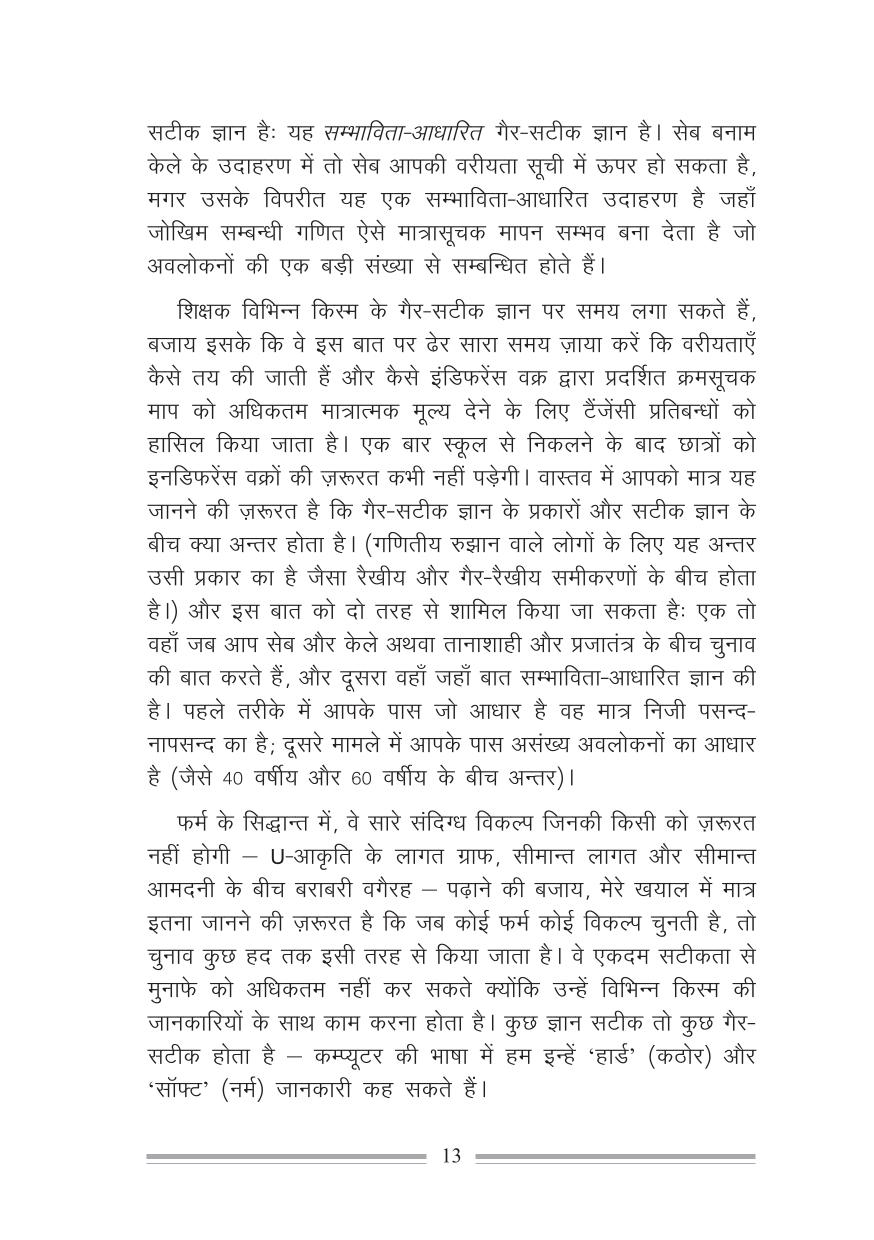 सटीक ज्ञान है: यह सम्भाविता-आधारित गैर-सटीक ज्ञान है। सेब बनाम
केले के उदाहरण में तो सेब आपकी वरीयता सूची में ऊपर हो सकता है,
मगर उसके विपरीत यह एक सम्भाविता-आधारित उदाहरण है जहाँ
जोखिम सम्बन्धी गणित ऐसे मात्रासूचक मापन सम्भव बना देता है जो
अवलोकनों की एक बड़ी संख्या से सम्बन्धित होते हैं।
शिक्षक विभिन्न किस्म के गैर-सटीक ज्ञान पर समय लगा सकते हैं,
बजाय इसके कि वे इस बात पर ढेर सारा समय ज़ाया करें कि वरीयताएँ
कैसे तय की जाती हैं और कैसे इंडिफरेंस वक्र द्वारा प्रदर्शित क्रमसूचक
माप को अधिकतम मात्रात्मक मूल्य देने के लिए टैंजेंसी प्रतिबन्धों को
हासिल किया जाता है। एक बार स्कूल से निकलने के बाद छात्रों को
इनडिफरेंस वक्रों की ज़रूरत कभी नहीं पड़ेगी। वास्तव में आपको मात्र यह
जानने की ज़रूरत है कि गैर-सटीक ज्ञान के प्रकारों और सटीक ज्ञान के
बीच क्या अन्तर होता है। (गणितीय रुझान वाले लोगों के लिए यह अन्तर
उसी प्रकार का है जैसा रैखीय और गैर-रैखीय समीकरणों के बीच होता
है।) और इस बात को दो तरह से शामिल किया जा सकता है: एक तो
वहाँ जब आप सेब और केले अथवा तानाशाही और प्रजातंत्र के बीच चुनाव
की बात करते हैं, और दूसरा वहाँ जहाँ बात सम्भाविता-आधारित ज्ञान की
है। पहले तरीके में आपके पास जो आधार है वह मात्र निजी पसन्द-
नापसन्द का है; दूसरे मामले में आपके पास असंख्य अवलोकनों का आधार
है (जैसे 40 वर्षीय और 60 वर्षीय के बीच अन्तर)।
फर्म के सिद्धान्त में, वे सारे संदिग्ध विकल्प जिनकी किसी को ज़रूरत
नहीं होगी – U-आकृति के लागत ग्राफ, सीमान्त लागत और सीमान्त
आमदनी के बीच बराबरी वगैरह – पढ़ाने की बजाय, मेरे खयाल में मात्र
इतना जानने की ज़रूरत है कि जब कोई फर्म कोई विकल्प चुनती है, तो
चुनाव कुछ हद तक इसी तरह से किया जाता है। वे एकदम सटीकता से
मुनाफे को अधिकतम नहीं कर सकते क्योंकि उन्हें विभिन्न किस्म की
जानकारियों के साथ काम करना होता है। कुछ ज्ञान सटीक तो कुछ गैर-
सटीक होता है – कम्प्यूटर की भाषा में हम इन्हें ‘हार्ड’ (कठोर) और
‘सॉफ्ट’ (नर्म) जानकारी कह सकते हैं।
13